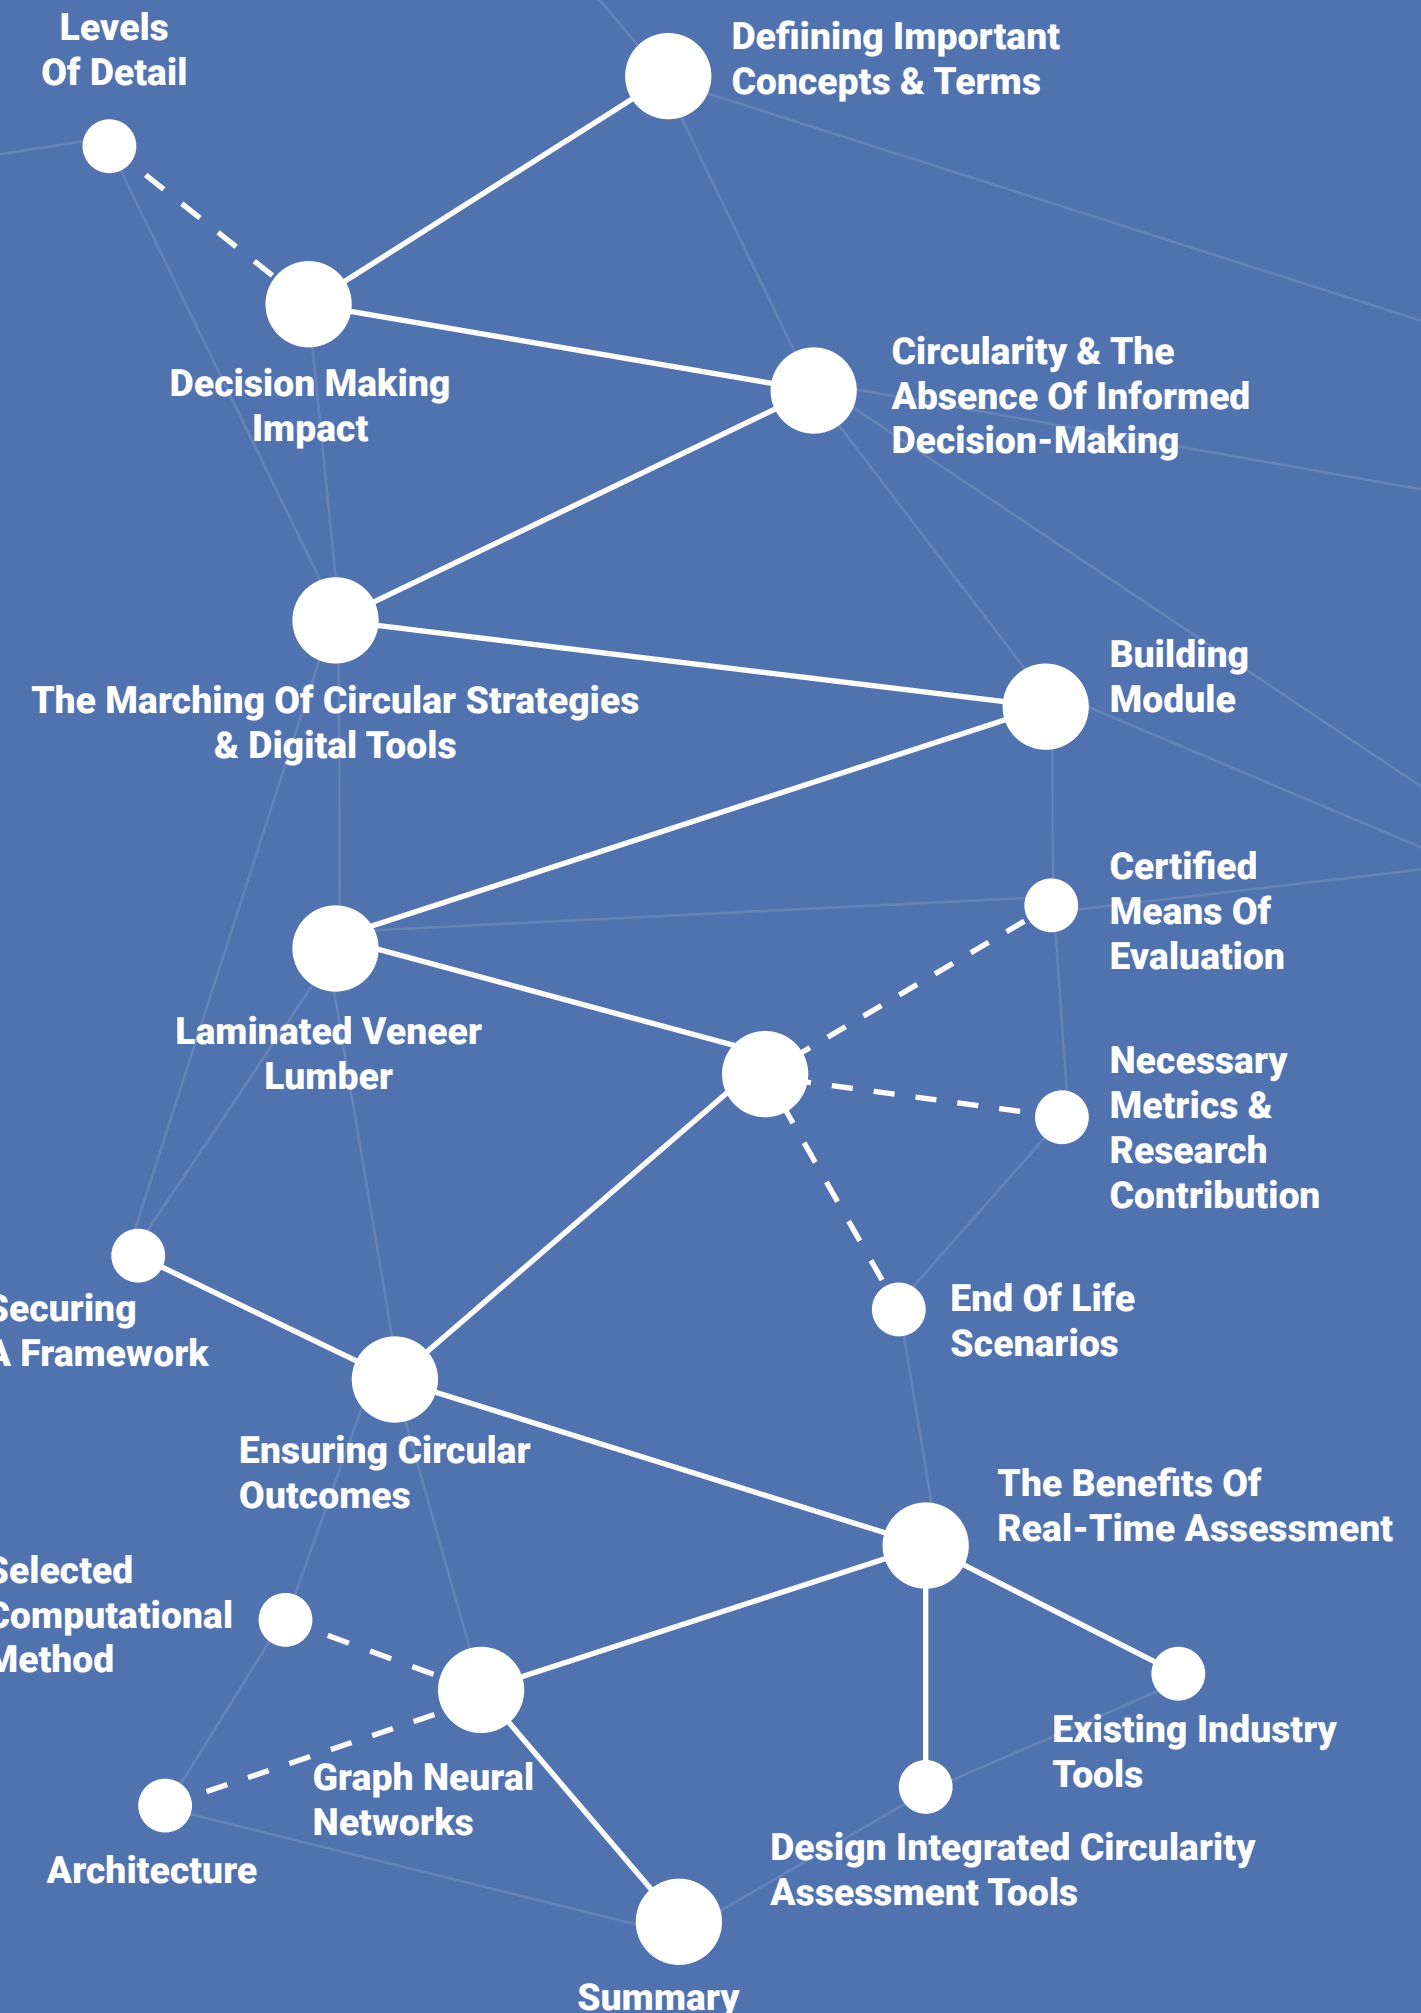 Levels
Of Detail
Defiining Important
Concepts & Terms
Circularity & The
Absence Of Informed
Decision-Making
Decision Making
Impact
Building
Module
The Marching Of Circular Strategies
& Digital Tools
Certified
Means Of
Evaluation
Laminated Veneer
Lumber
Necessary
Metrics &
Research
Contribution
Securing
A Framework
End Of Life
Scenarios
Ensuring Circular
Outcomes
The Benefits Of
Real-Time Assessment
Selected
Computational
Method
Existing Industry
Tools
Graph Neural
Networks
Design Integrated Circularity
Assessment Tools
Architecture
Summary